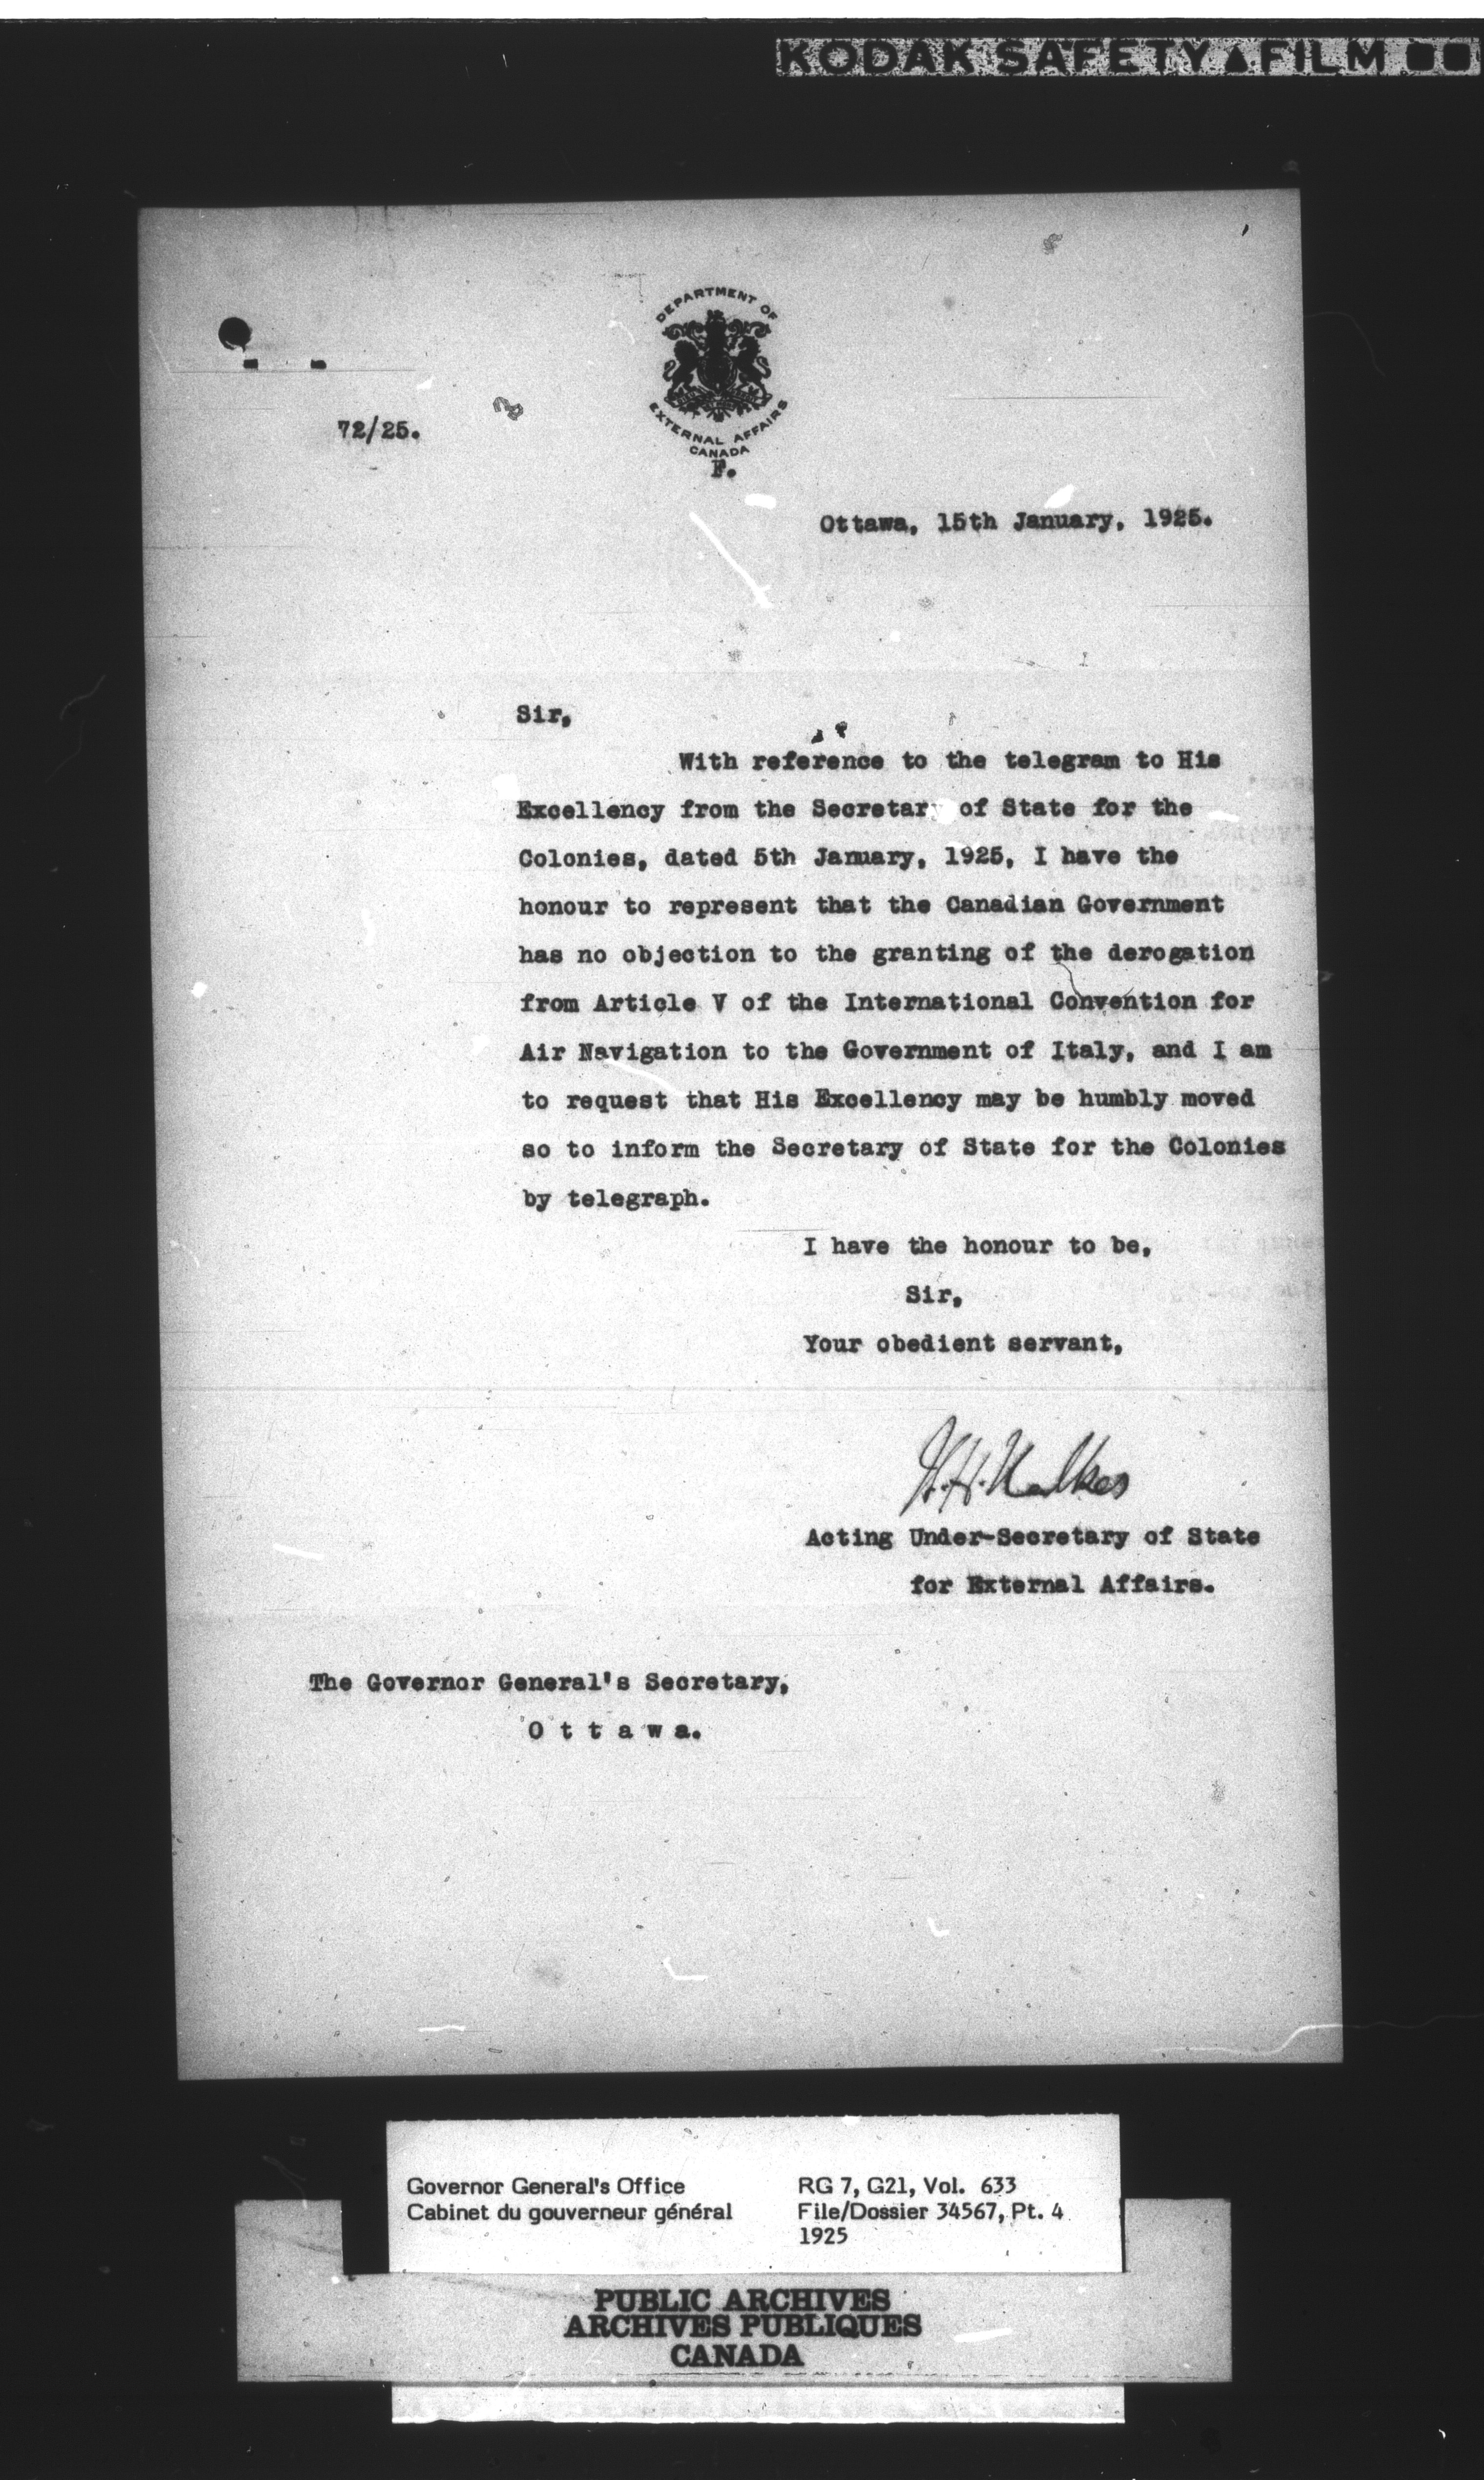 KODAK SAFETY FILM
DEPARTMENT OF
EXTERNAL AFFAIRS
CANADA
F.
72/25.
Ottawa, 15th January, 1925.
Sir,
With reference to the telegram to His
Excellency from the Secretary of State for the
Colonies, dated 5th January, 1925, I have the
honour to represent that the Canadian Government
has no objection to the granting of the derogation
from Article V of the International Convention for
Air Navigation to the Government of Italy, and I am
to request that His Excellency may be humbly moved
so to inform the Secretary of State for the Colonies
by telegraph.
I have the honour to be,
Sir,
Your obedient servant,
Acting Under-Secretary of State
for External Affairs.
The Governor General's Secretary,
O t t a w a.
Governor General's Office
Cabinet du gouverneur général
RG 7, G21, Vol. 633
File/Dossier 34567, Pt. 4
1925
PUBLIC ARCHIVES
ARCHIVES PUBLIQUES
CANADA